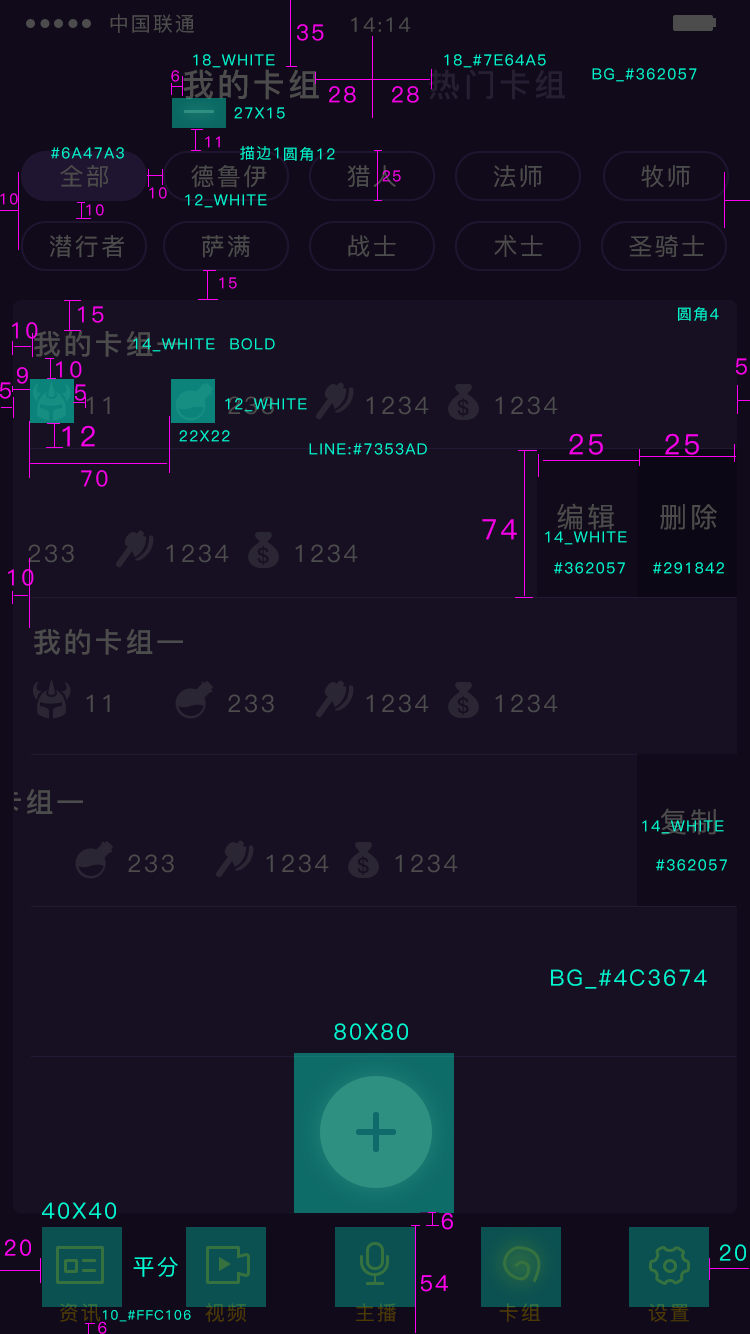 中国联通 14:14
35
18_WHITE 18_#7E64A5
BG_#362057
6 我的卡组 28 28 热门卡组
27X15
11
#6A47A3 描边1圆角12
全部 德鲁伊 猎人 法师 牧师
25
10 10 12_WHITE
10
潜行者 萨满 战士 术士 圣骑士
15
15 圆角4
10 我的卡组一 14_WHITE BOLD
10 5
9
5 5 11 233 12_WHITE 1234 1234
12 22X22
25 25
LINE:#7353AD
70
编辑 删除
74 14_WHITE
233 1234 1234
#362057 #291842
10
我的卡组一
11 233 1234 1234
卡组一
复制
14_WHITE
233 1234 1234 #362057
BG_#4C3674
80X80
40X40
6
20 平分 54 20
资讯 10_#FFC106 视频 主播 卡组 设置
6